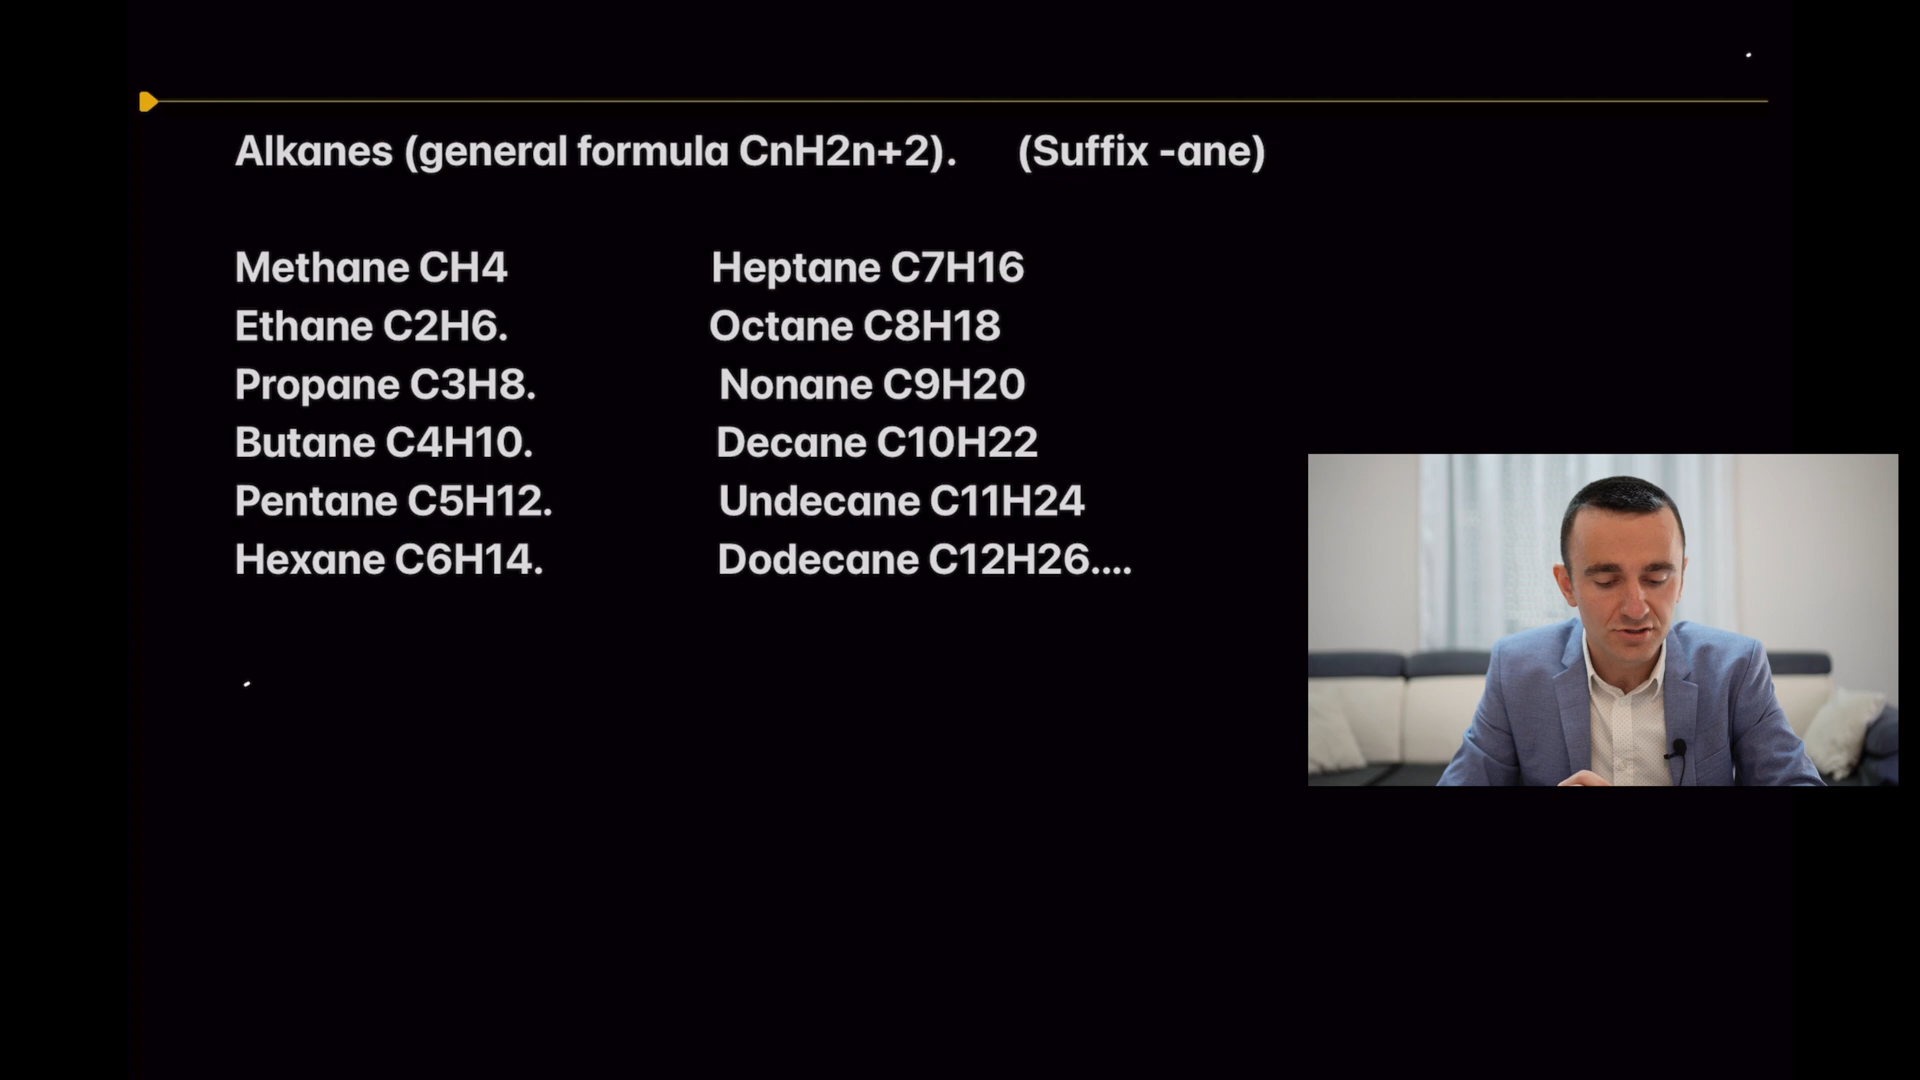 Alkanes (general formula CnH2n+2). (Suffix -ane)
Methane CH4
Ethane C2H6.
Propane C3H8.
Butane C4H10.
Pentane C5H12.
Hexane C6H14.
Heptane C7H16
Octane C8H18
Nonane C9H20
Decane C10H22
Undecane C11H24
Dodecane C12H26....